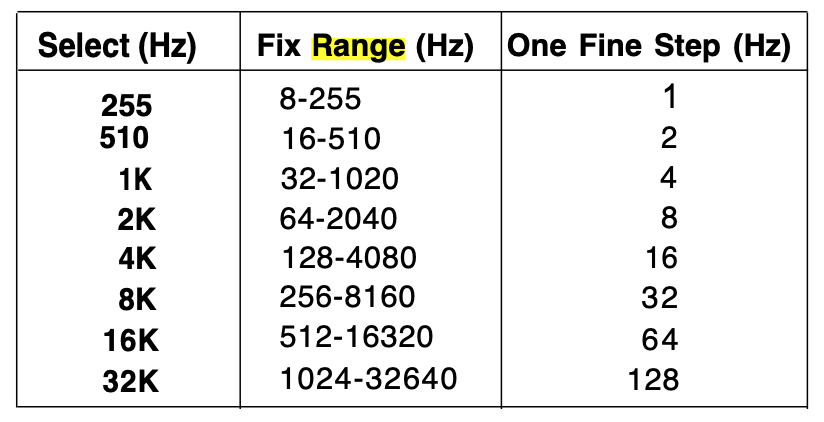 Select (Hz) Fix Range (Hz) One Fine Step (Hz)
255 8-255 1
510 16-510 2
1K 32-1020 4
2K 64-2040 8
4K 128-4080 16
8K 256-8160 32
16K 512-16320 64
32K 1024-32640 128